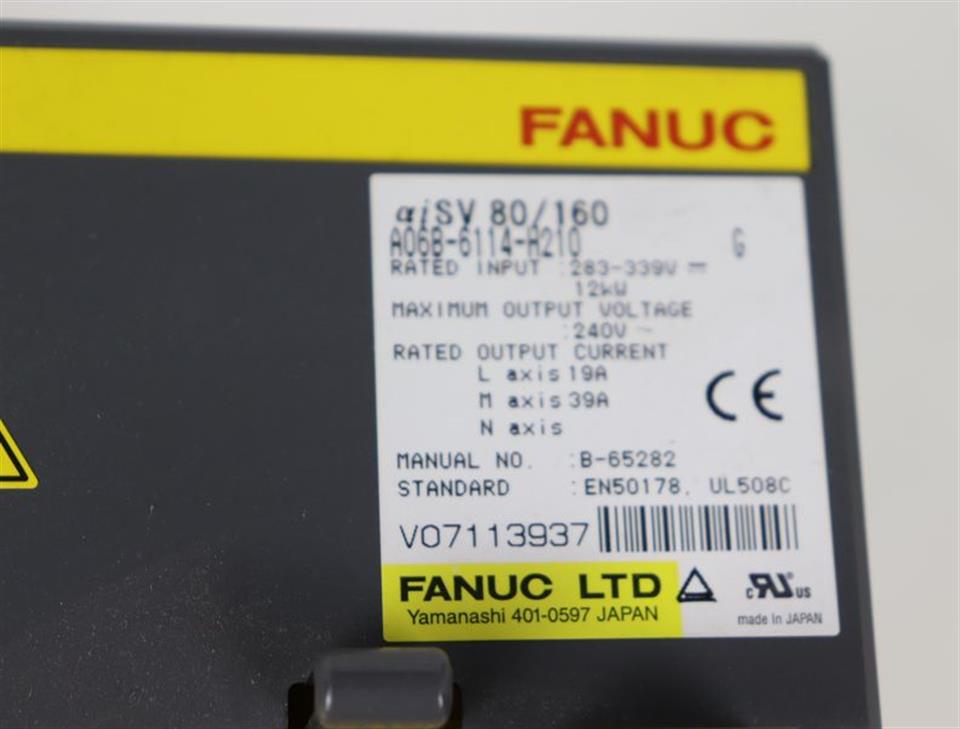 FANUC
αiSV 80/160
A06B-6114-H210 G
RATED INPUT :283-339V ⎓
12kW
MAXIMUM OUTPUT VOLTAGE
:240V ~
RATED OUTPUT CURRENT
L axis 19A
M axis 39A
N axis
MANUAL NO. :B-65282
STANDARD :EN50178, UL508C
CE
V07113937
FANUC LTD
Yamanashi 401-0597 JAPAN
c RU US
made in JAPAN